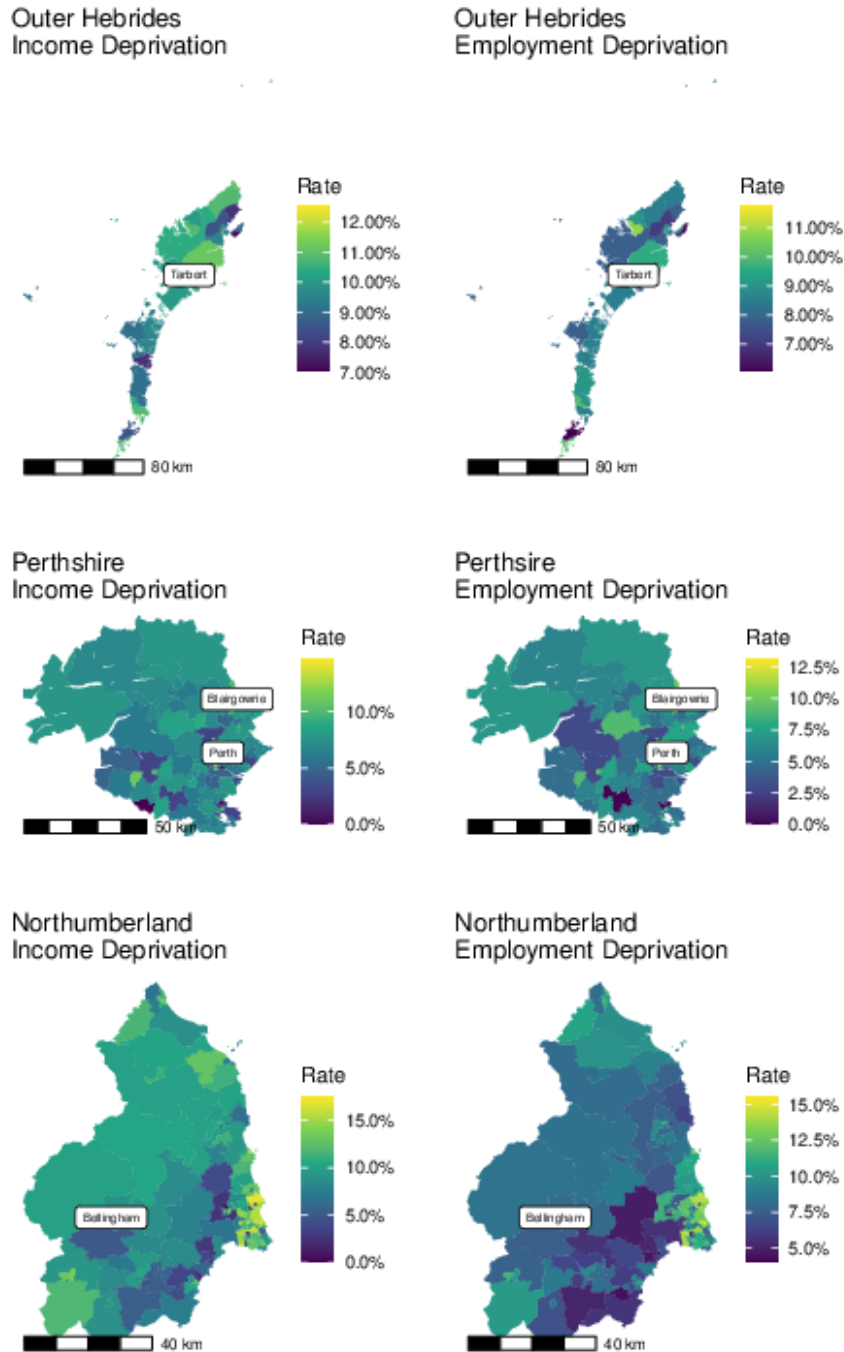 Outer Hebrides
Income Deprivation
Rate
12.00%
11.00%
10.00%
9.00%
8.00%
7.00%
Tarbert
80 km
Outer Hebrides
Employment Deprivation
Rate
11.00%
10.00%
9.00%
8.00%
7.00%
Tarbert
80 km
Perthshire
Income Deprivation
Rate
10.0%
5.0%
0.0%
Blairgowrie
Perth
50 km
Perthsire
Employment Deprivation
Rate
12.5%
10.0%
7.5%
5.0%
2.5%
0.0%
Blairgowrie
Perth
50 km
Northumberland
Income Deprivation
Rate
15.0%
10.0%
5.0%
0.0%
Bellingham
40 km
Northumberland
Employment Deprivation
Rate
15.0%
12.5%
10.0%
7.5%
5.0%
Bellingham
40 km